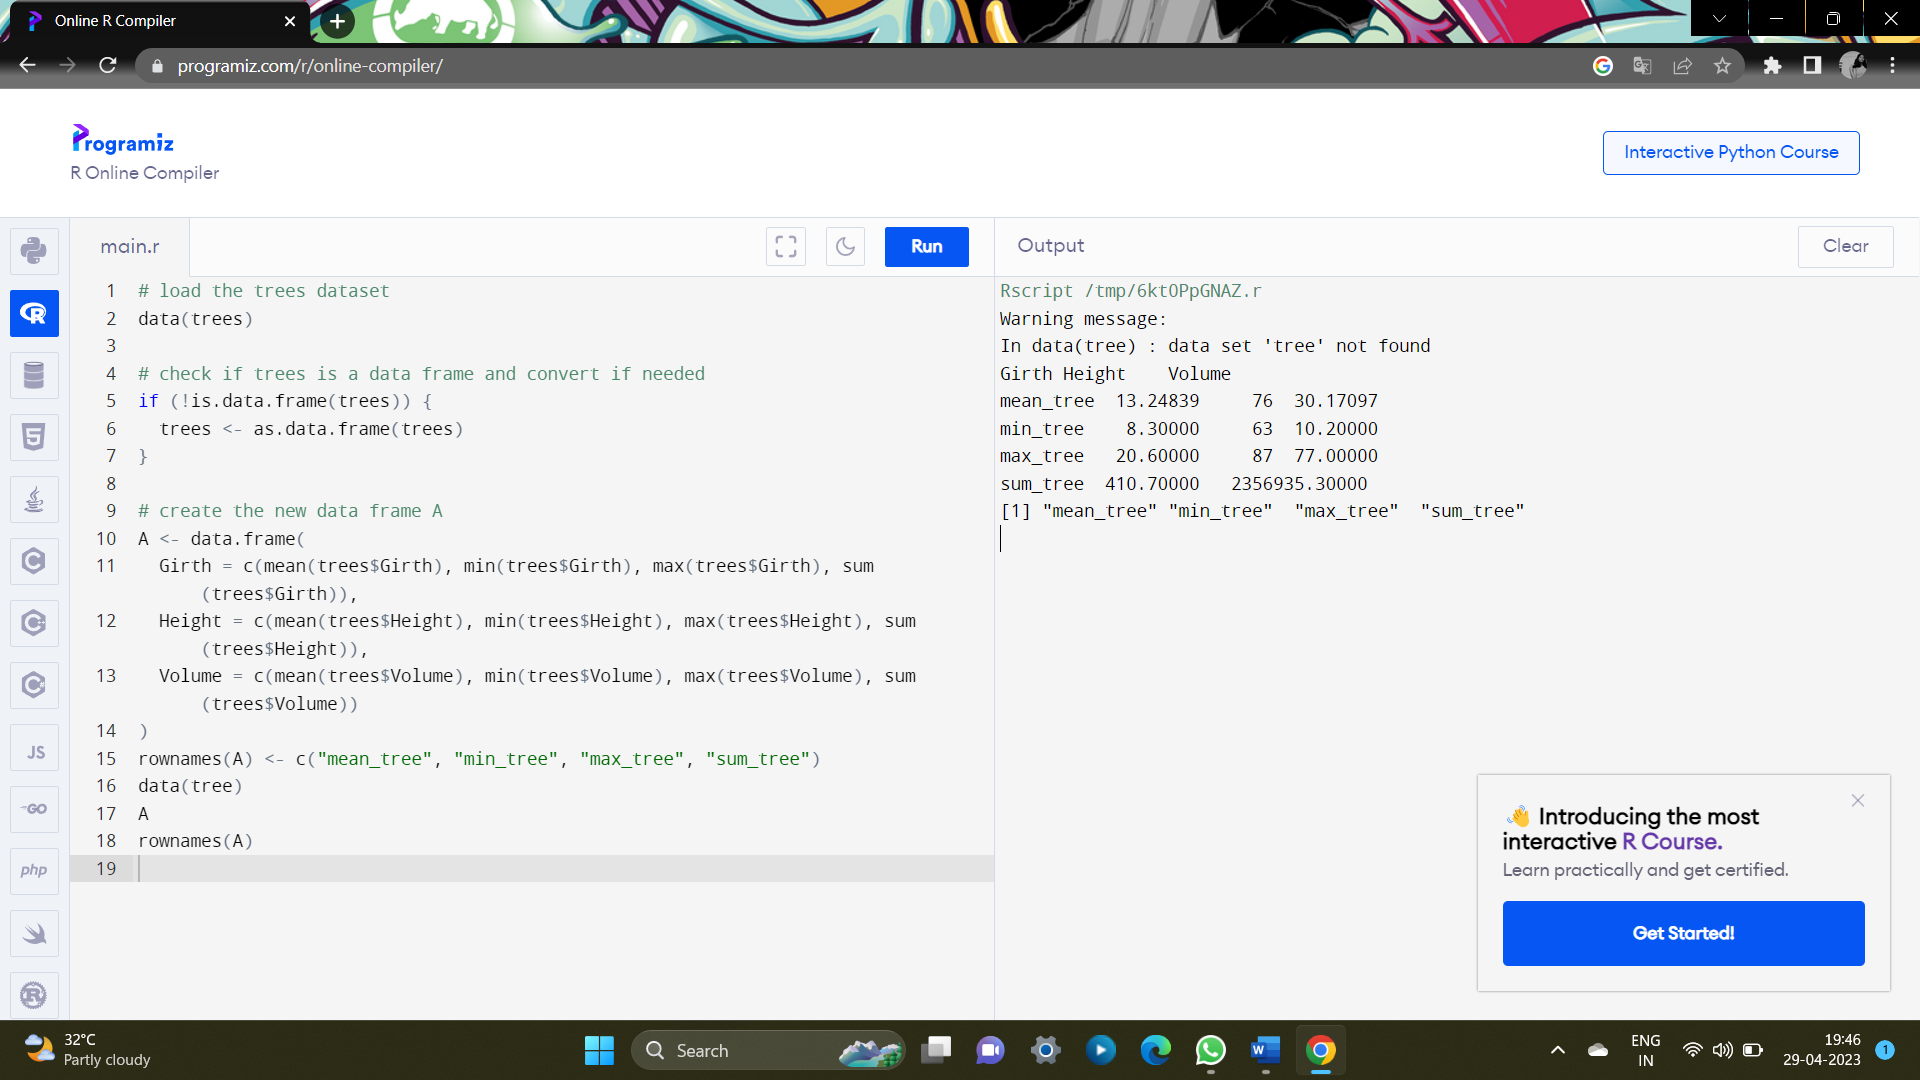 Online R Compiler
programiz.com/r/online-compiler/
Programiz
R Online Compiler
Interactive Python Course
main.r
Run
Output
Clear
1 # load the trees dataset
2 data(trees)
3
4 # check if trees is a data frame and convert if needed
5 if (!is.data.frame(trees)) {
6 trees <- as.data.frame(trees)
7 }
8
9 # create the new data frame A
10 A <- data.frame(
11 Girth = c(mean(trees$Girth), min(trees$Girth), max(trees$Girth), sum
(trees$Girth)),
12 Height = c(mean(trees$Height), min(trees$Height), max(trees$Height), sum
(trees$Height)),
13 Volume = c(mean(trees$Volume), min(trees$Volume), max(trees$Volume), sum
(trees$Volume))
14 )
15 rownames(A) <- c("mean_tree", "min_tree", "max_tree", "sum_tree")
16 data(tree)
17 A
18 rownames(A)
19
Rscript /tmp/6ktOPpGNAZ.r
Warning message:
In data(tree) : data set 'tree' not found
Girth Height Volume
mean_tree 13.24839 76 30.17097
min_tree 8.30000 63 10.20000
max_tree 20.60000 87 77.00000
sum_tree 410.70000 2356935.30000
[1] "mean_tree" "min_tree" "max_tree" "sum_tree"
JS
GO
php
👋 Introducing the most
interactive R Course.
Learn practically and get certified.
Get Started!
32°C
Partly cloudy
Search
ENG
IN
19:46
29-04-2023
1